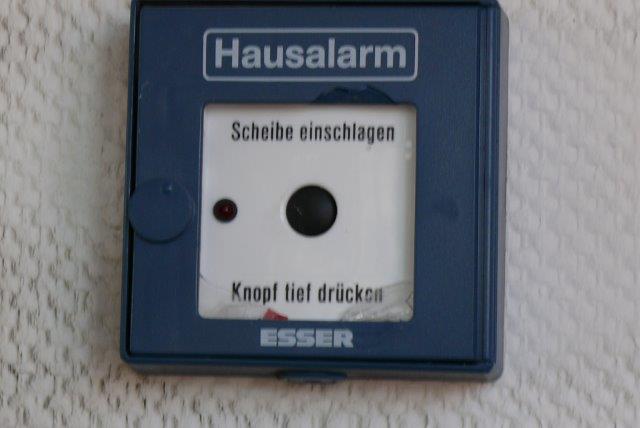 Hausalarm
Scheibe einschlagen
Knopf tief drücken
ESSER